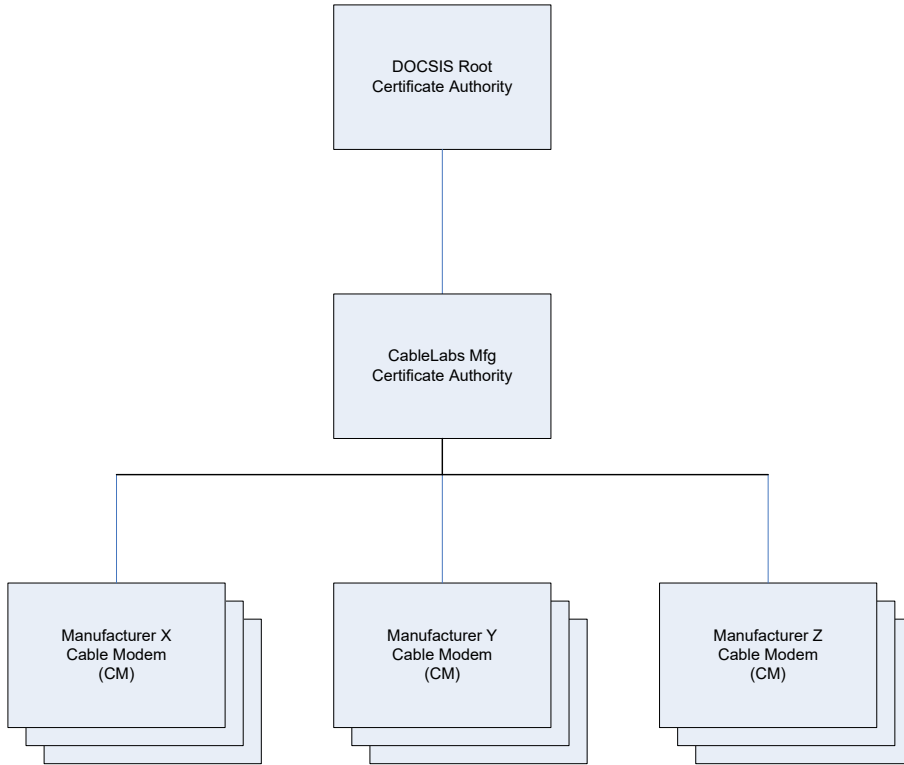 DOCSIS Root
Certificate Authority
CableLabs Mfg
Certificate Authority
Manufacturer X
Cable Modem
(CM)
Manufacturer Y
Cable Modem
(CM)
Manufacturer Z
Cable Modem
(CM)